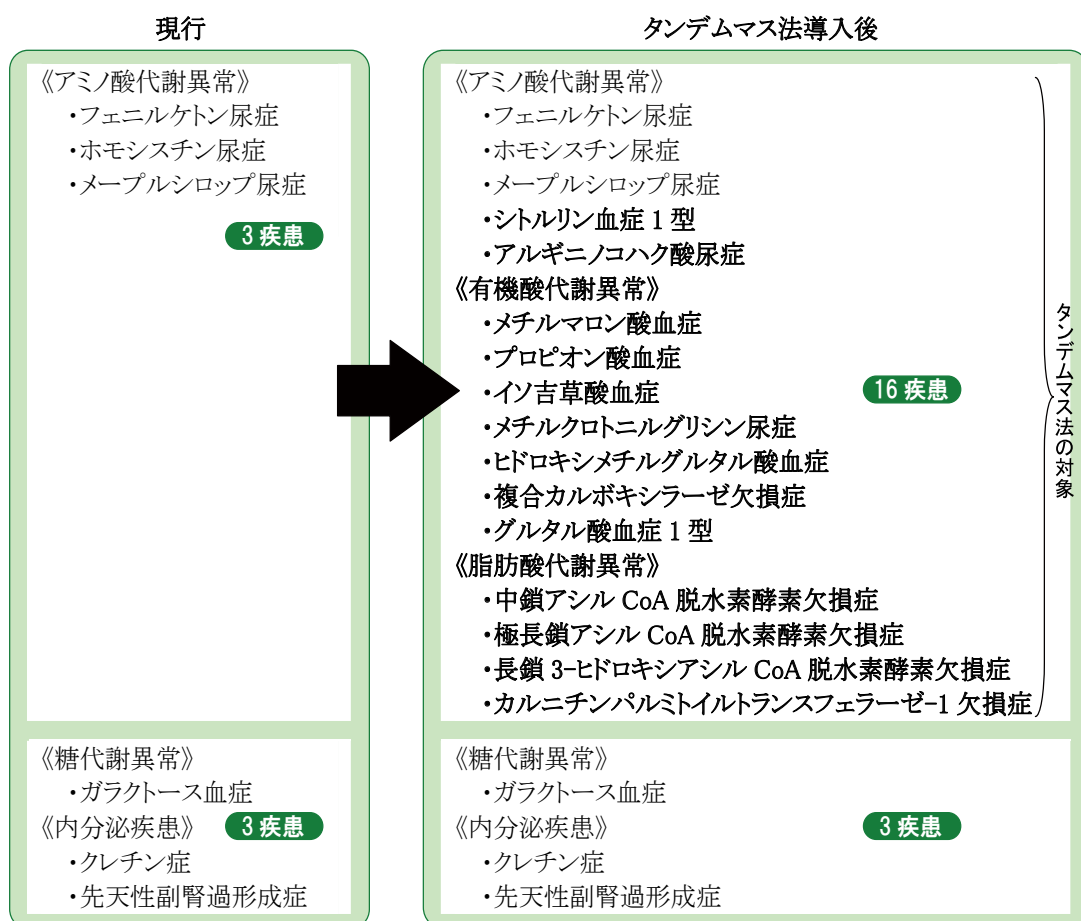 現行
《アミノ酸代謝異常》
・フェニルケトン尿症
・ホモシスチン尿症
・メープルシロップ尿症
3 疾患
《糖代謝異常》
・ガラクトース血症
《内分泌疾患》 3 疾患
・クレチン症
・先天性副腎過形成症
タンデムマス法導入後
《アミノ酸代謝異常》
・フェニルケトン尿症
・ホモシスチン尿症
・メープルシロップ尿症
・シトルリン血症 1 型
・アルギニノコハク酸尿症
《有機酸代謝異常》
・メチルマロン酸血症
・プロピオン酸血症
・イソ吉草酸血症 16 疾患
・メチルクロトニルグリシン尿症
・ヒドロキシメチルグルタル酸血症
・複合カルボキシラーゼ欠損症
・グルタル酸血症 1 型
《脂肪酸代謝異常》
・中鎖アシル CoA 脱水素酵素欠損症
・極長鎖アシル CoA 脱水素酵素欠損症
・長鎖 3-ヒドロキシアシル CoA 脱水素酵素欠損症
・カルニチンパルミトイルトランスフェラーゼ-1 欠損症
タンデムマス法の対象
《糖代謝異常》
・ガラクトース血症
《内分泌疾患》 3 疾患
・クレチン症
・先天性副腎過形成症